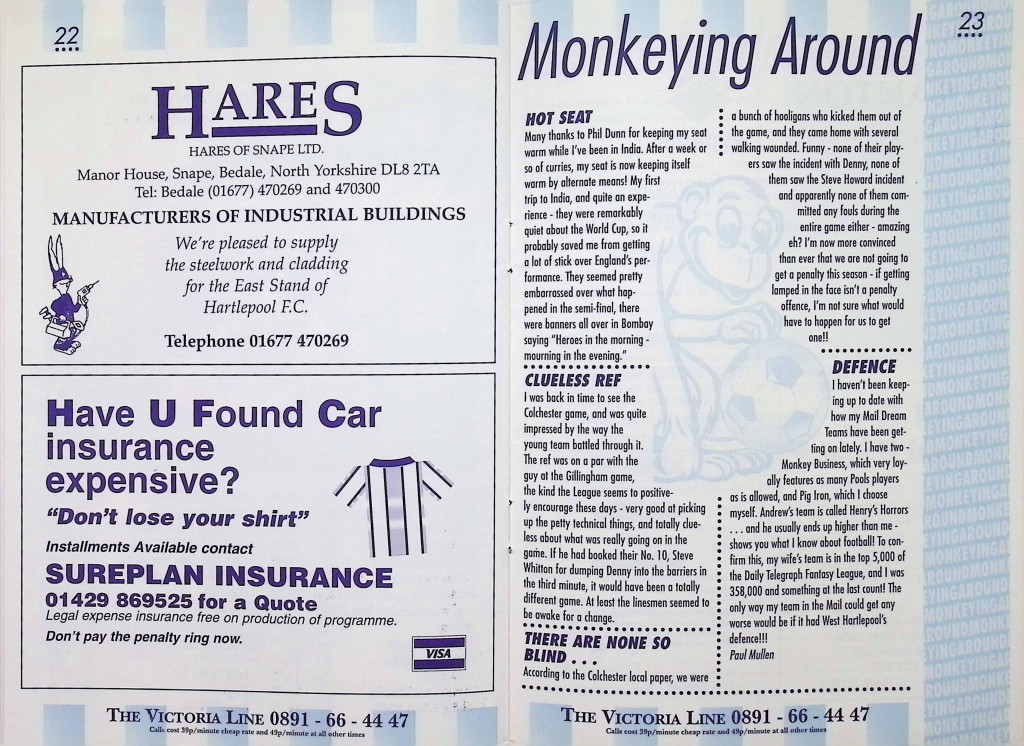 22
HARES
HARES OF SNAPE LTD.
Manor House, Snape, Bedale, North Yorkshire DL8 2TA
Tel: Bedale (01677) 470269 and 470300
MANUFACTURERS OF INDUSTRIAL BUILDINGS
We're pleased to supply
the steelwork and cladding
for the East Stand of
Hartlepool F.C.
Telephone 01677 470269
Have U Found Car
insurance
expensive?
"Don't lose your shirt"
Installments Available contact
SUREPLAN INSURANCE
01429 869525 for a Quote
Legal expense insurance free on production of programme.
Don't pay the penalty ring now.
VISA
THE VICTORIA LINE 0891 - 66 - 44 47
Calls cost 39p/minute cheap rate and 49p/minute at all other times
23
Monkeying Around
HOT SEAT
Many thanks to Phil Dunn for keeping my seat
warm while I've been in India. After a week or
so of curries, my seat is now keeping itself
warm by alternate means! My first
trip to India, and quite an expe-
rience - they were remarkably
quiet about the World Cup, so it
probably saved me from getting
a lot of stick over England's per-
formance. They seemed pretty
embarrassed over what hap-
pened in the semi-final, there
were banners all over in Bombay
saying "Heroes in the morning -
mourning in the evening."
CLUELESS REF
I was back in time to see the
Colchester game, and was quite
impressed by the way the
young team battled through it.
The ref was on a par with the
guy at the Gillingham game,
the kind the League seems to positive-
ly encourage these days - very good at picking
up the petty technical things, and totally clue-
less about what was really going on in the
game. If he had booked their No. 10, Steve
Whitton for dumping Denny into the barriers in
the third minute, it would have been a totally
different game. At least the linesmen seemed to
be awake for a change.
THERE ARE NONE SO
BLIND . . .
According to the Colchester local paper, we were
a bunch of hooligans who kicked them out of
the game, and they came home with several
walking wounded. Funny - none of their play-
ers saw the incident with Denny, none of
them saw the Steve Howard incident
and apparently none of them com-
mitted any fouls during the
entire game either - amazing
eh? I'm now more convinced
than ever that we are not going to
get a penalty this season - if getting
lamped in the face isn't a penalty
offence, I'm not sure what would
have to happen for us to get
one!!
DEFENCE
I haven't been keep-
ing up to date with
how my Mail Dream
Teams have been get-
ting on lately. I have two -
Monkey Business, which very loy-
ally features as many Pools players
as is allowed, and Pig Iron, which I choose
myself. Andrew's team is called Henry's Horrors
. . . and he usually ends up higher than me -
shows you what I know about football! To con-
firm this, my wife's team is in the top 5,000 of
the Daily Telegraph Fantasy League, and I was
358,000 and something at the last count! The
only way my team in the Mail could get any
worse would be if it had West Hartlepool's
defence!!!
Paul Mullen
THE VICTORIA LINE 0891 - 66 - 44 47
Calls cost 39p/minute cheap rate and 49p/minute at all other times